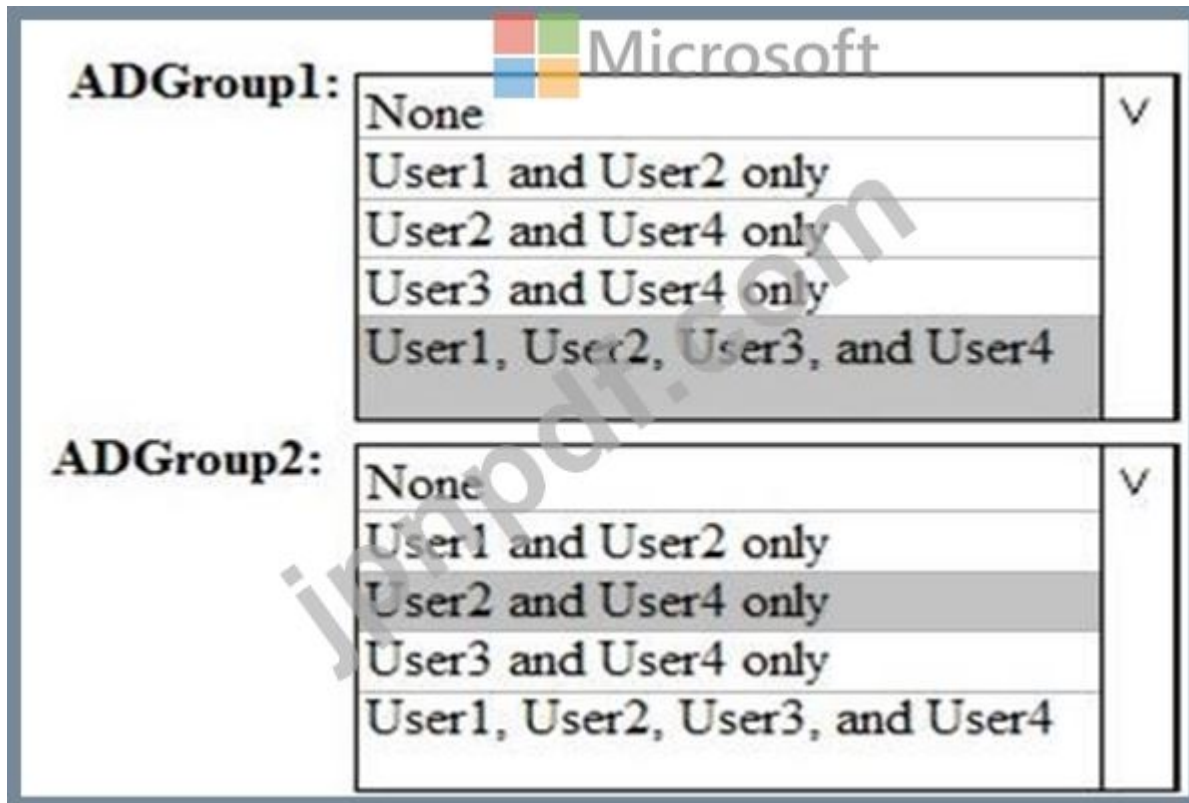 Microsoft
ADGroup1:
None
V
User1 and User2 only
User2 and User4 only
User3 and User4 only
User1, User2, User3, and User4
ADGroup2:
None
V
User1 and User2 only
User2 and User4 only
User3 and User4 only
User1, User2, User3, and User4
jpnpdf.com